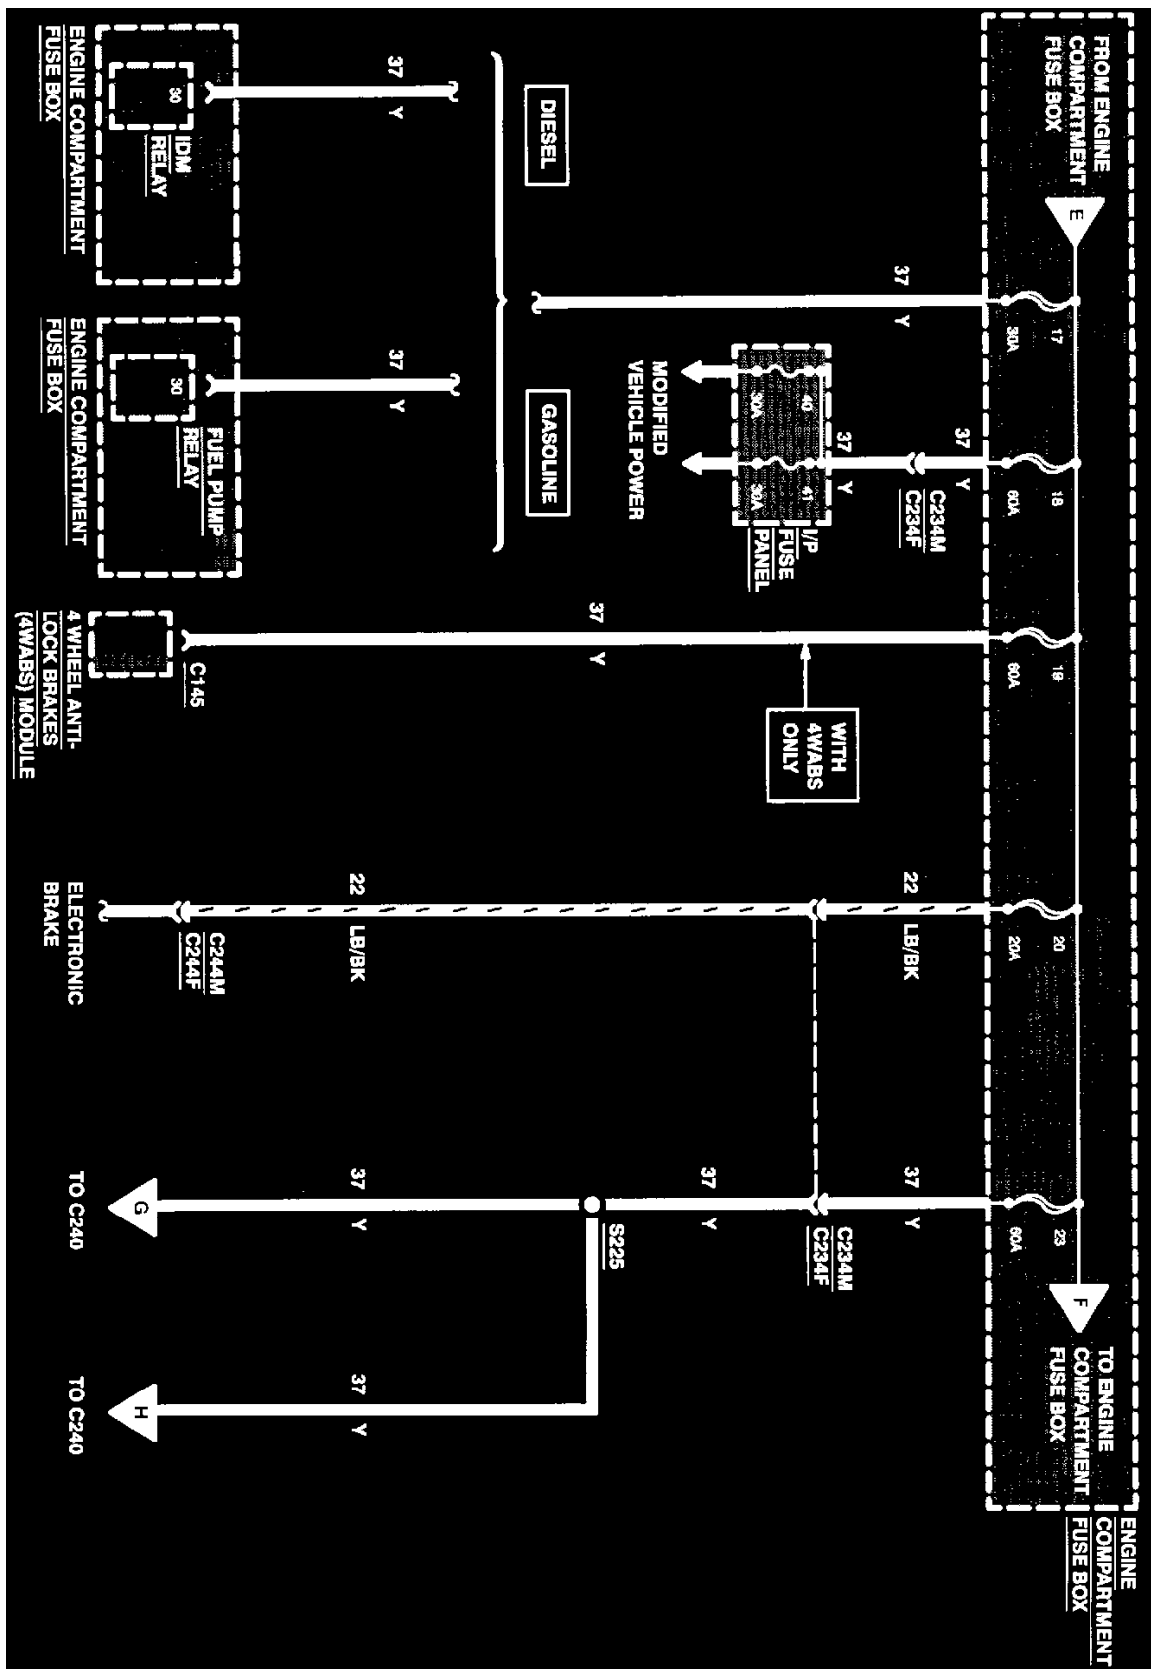 FROM ENGINE
COMPARTMENT
FUSE BOX
E
17
30A
18
60A
19
60A
20
20A
23
60A
F
TO ENGINE
COMPARTMENT
FUSE BOX
ENGINE
COMPARTMENT
FUSE BOX
37
Y
37
Y
C234M
C234F
37
Y
40
30A
41
30A
I/P
FUSE
PANEL
MODIFIED
VEHICLE POWER
WITH
4WABS
ONLY
22
LB/BK
37
Y
C234M
C234F
DIESEL
GASOLINE
37
Y
37
Y
37
Y
37
Y
S225
22
LB/BK
37
Y
37
Y
30
IDM
RELAY
ENGINE COMPARTMENT
FUSE BOX
30
FUEL PUMP
RELAY
ENGINE COMPARTMENT
FUSE BOX
C145
4 WHEEL ANTI-
LOCK BRAKES
(4WABS) MODULE
C244M
C244F
ELECTRONIC
BRAKE
G
TO C240
H
TO C240